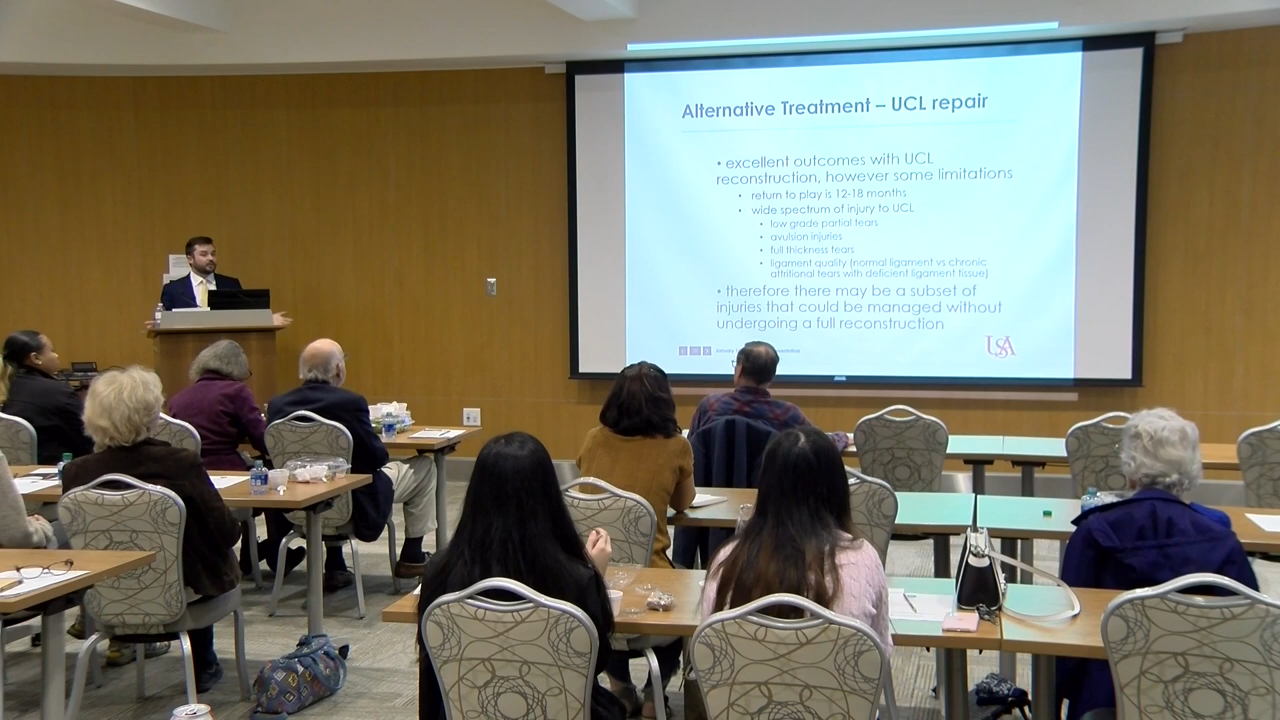 Alternative Treatment – UCL repair
• excellent outcomes with UCL
reconstruction, however some limitations
• return to play is 12-18 months
• wide spectrum of injury to UCL
• low grade partial tears
• avulsion injuries
• full thickness tears
• ligament quality (normal ligament vs chronic
attritional tears with deficient ligament tissue)
• therefore there may be a subset of
injuries that could be managed without
undergoing a full reconstruction
USA